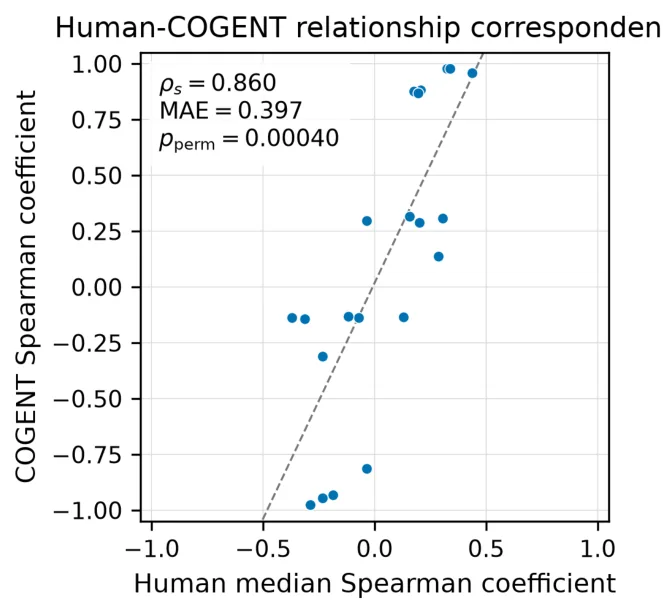 Human-COGENT relationship corresponden
ρs = 0.860
MAE = 0.397
pperm = 0.00040
1.00
0.75
0.50
0.25
0.00
−0.25
−0.50
−0.75
−1.00
COGENT Spearman coefficient
−1.0 −0.5 0.0 0.5 1.0
Human median Spearman coefficient